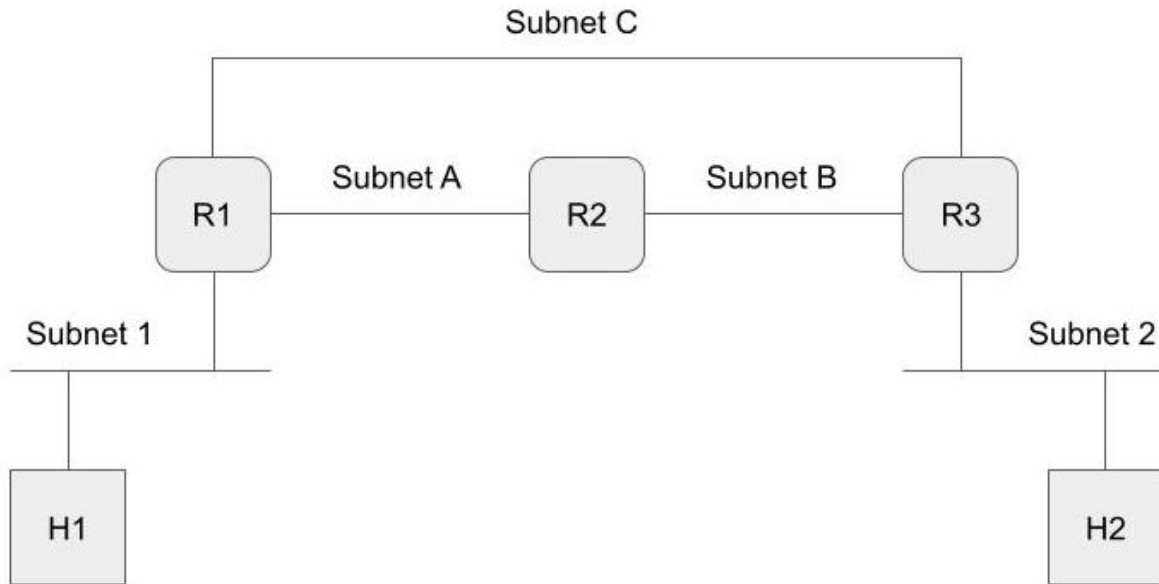 Subnet C
Subnet A
Subnet B
R1
R2
R3
Subnet 1
Subnet 2
H1
H2